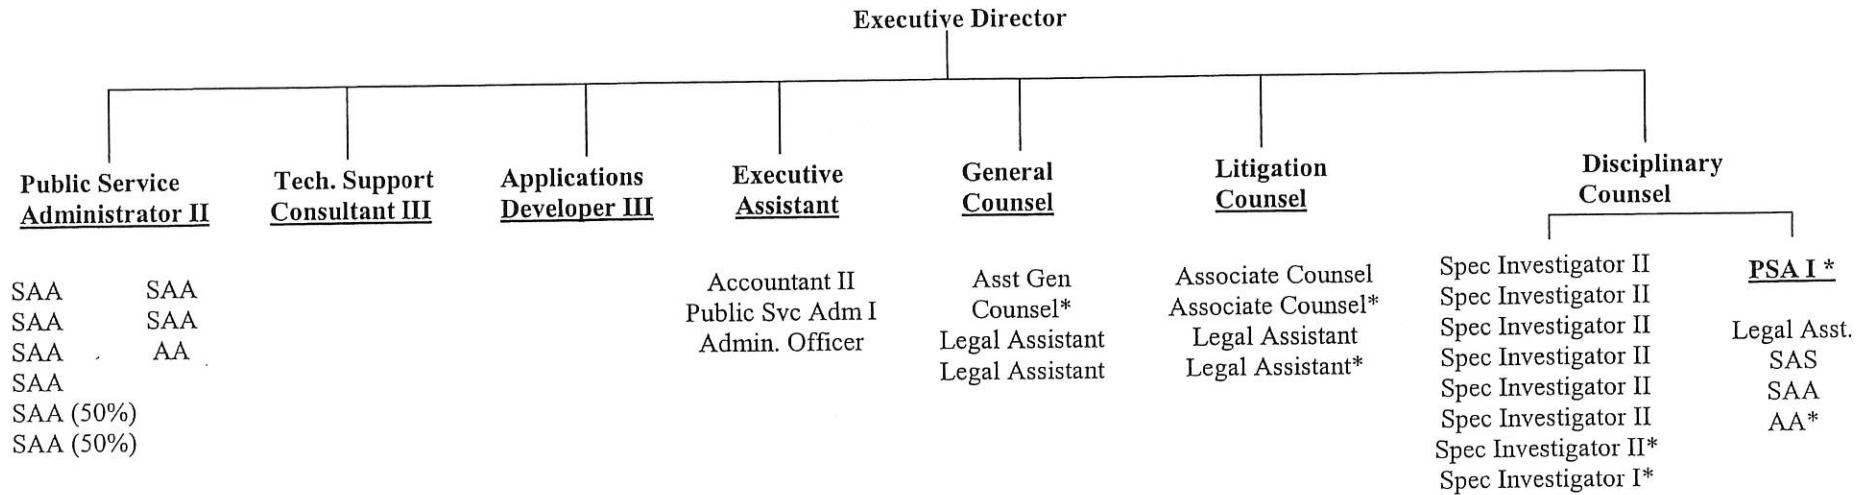 Executive Director
Public Service
Administrator II
Tech. Support
Consultant III
Applications
Developer III
Executive
Assistant
General
Counsel
Litigation
Counsel
Disciplinary
Counsel
SAA SAA
SAA SAA
SAA AA
SAA
SAA (50%)
SAA (50%)
Accountant II
Public Svc Adm I
Admin. Officer
Asst Gen
Counsel*
Legal Assistant
Legal Assistant
Associate Counsel
Associate Counsel*
Legal Assistant
Legal Assistant*
Spec Investigator II
Spec Investigator II
Spec Investigator II
Spec Investigator II
Spec Investigator II
Spec Investigator II
Spec Investigator II*
Spec Investigator I*
PSA I *
Legal Asst.
SAS
SAA
AA*